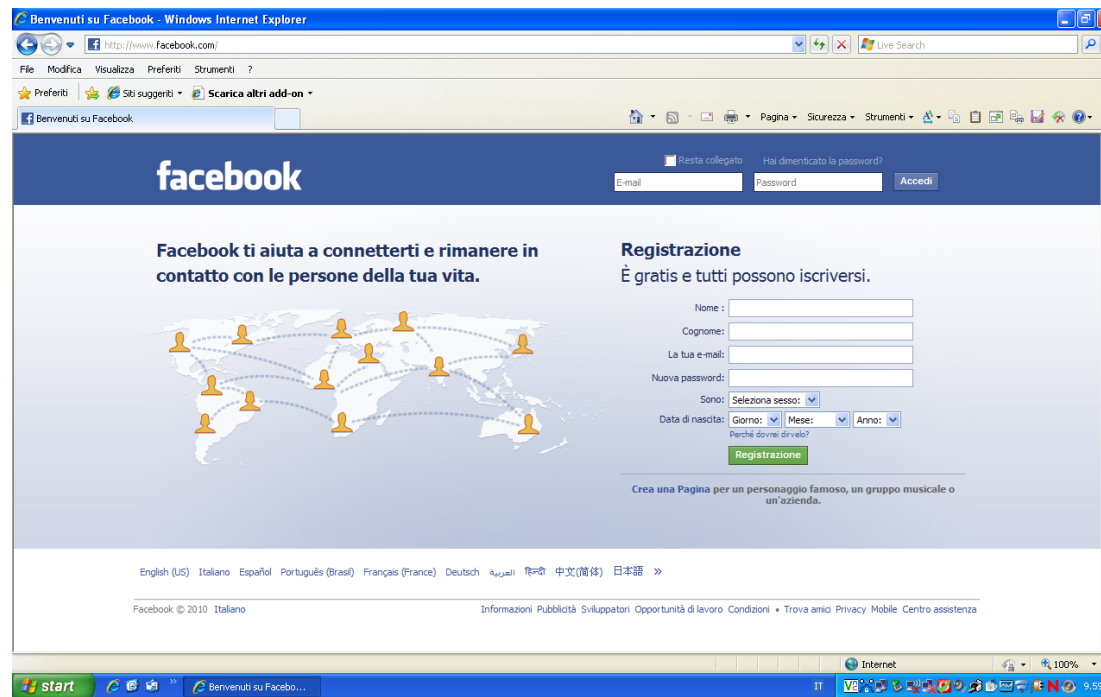 Benvenuti su Facebook - Windows Internet Explorer
http://www.facebook.com/
Live Search
File Modifica Visualizza Preferiti Strumenti ?
Preferiti Siti suggeriti Scarica altri add-on
Benvenuti su Facebook
Pagina Sicurezza Strumenti
facebook
Resta collegato Hai dimenticato la password?
E-mail Password Accedi
Facebook ti aiuta a connetterti e rimanere in
contatto con le persone della tua vita.
Registrazione
È gratis e tutti possono iscriversi.
Nome :
Cognome:
La tua e-mail:
Nuova password:
Sono: Seleziona sesso:
Data di nascita: Giorno: Mese: Anno:
Perché dovrei dirvelo?
Registrazione
Crea una Pagina per un personaggio famoso, un gruppo musicale o
un'azienda.
English (US) Italiano Español Português (Brasil) Français (France) Deutsch العربية हिन्दी 中文(简体) 日本語 »
Facebook © 2010 Italiano
Informazioni Pubblicità Sviluppatori Opportunità di lavoro Condizioni • Trova amici Privacy Mobile Centro assistenza
Internet 100%
start Benvenuti su Facebo... IT 9.59